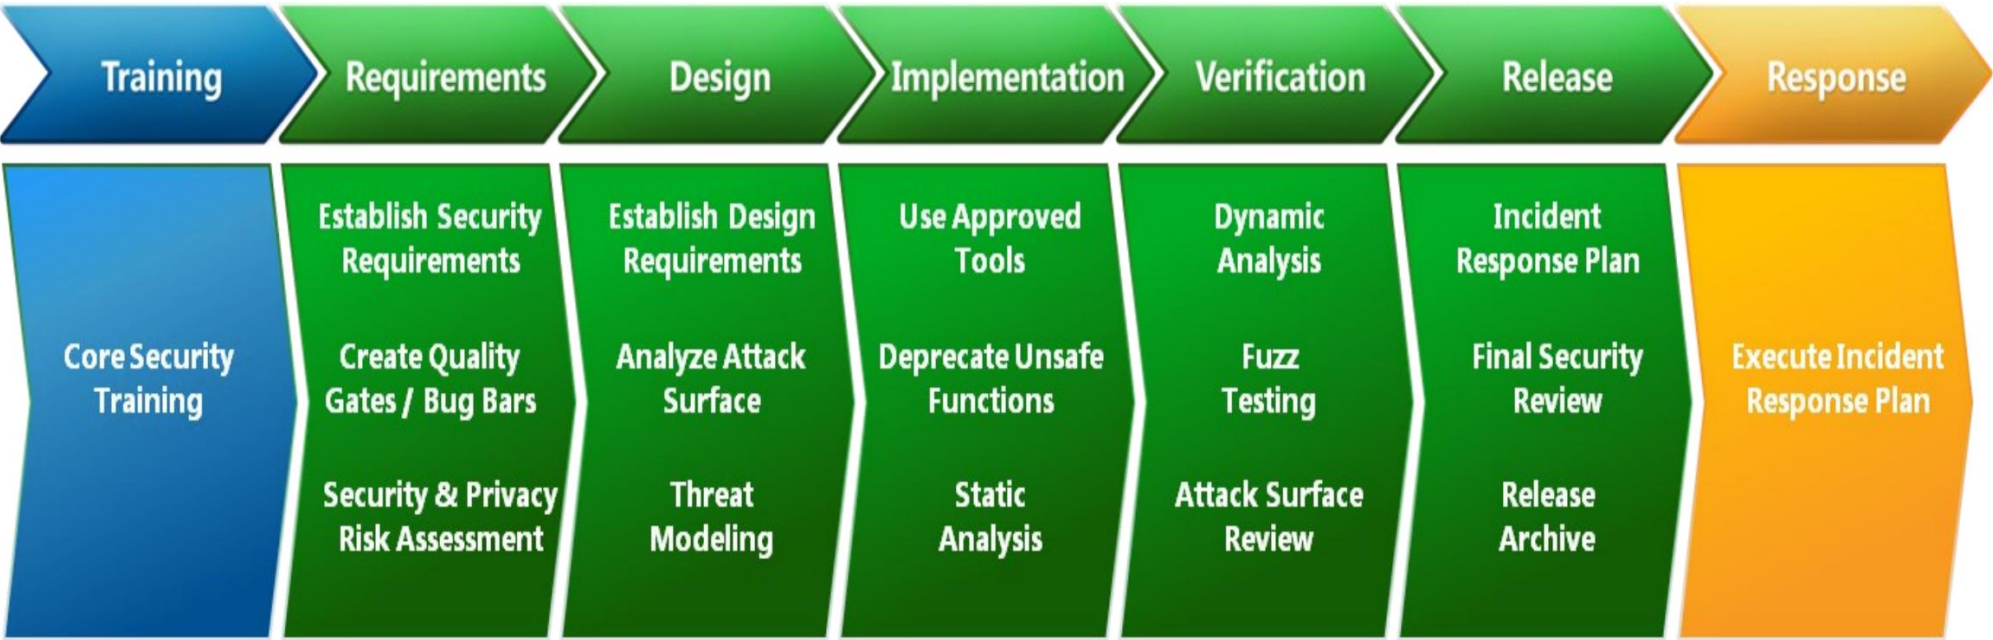 Training
Requirements
Design
Implementation
Verification
Release
Response
Core Security
Training
Establish Security
Requirements
Create Quality
Gates / Bug Bars
Security & Privacy
Risk Assessment
Establish Design
Requirements
Analyze Attack
Surface
Threat
Modeling
Use Approved
Tools
Deprecate Unsafe
Functions
Static
Analysis
Dynamic
Analysis
Fuzz
Testing
Attack Surface
Review
Incident
Response Plan
Final Security
Review
Release
Archive
Execute Incident
Response Plan